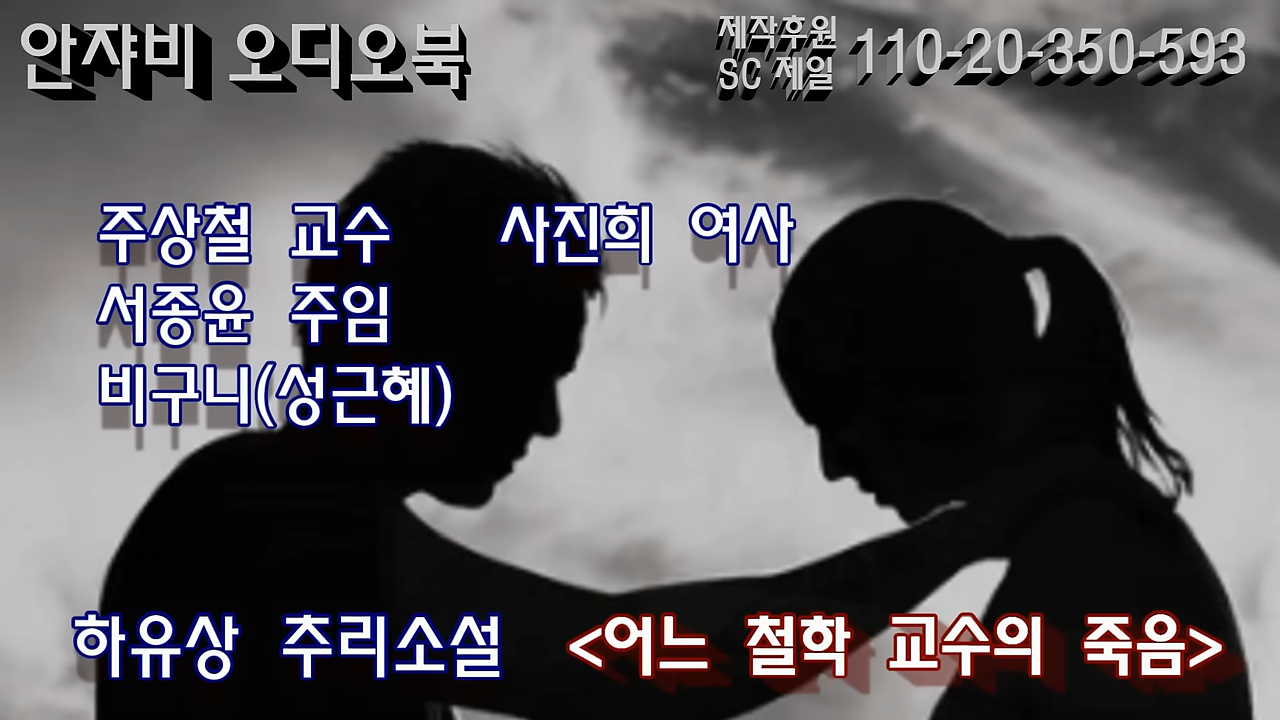 안쟈비 오디오북
제작후원
SC 제일
110-20-350-593
주상철 교수 사진희 여사
서종윤 주임
비구니(성근혜)
하유상 추리소설 <어느 철학 교수의 죽음>